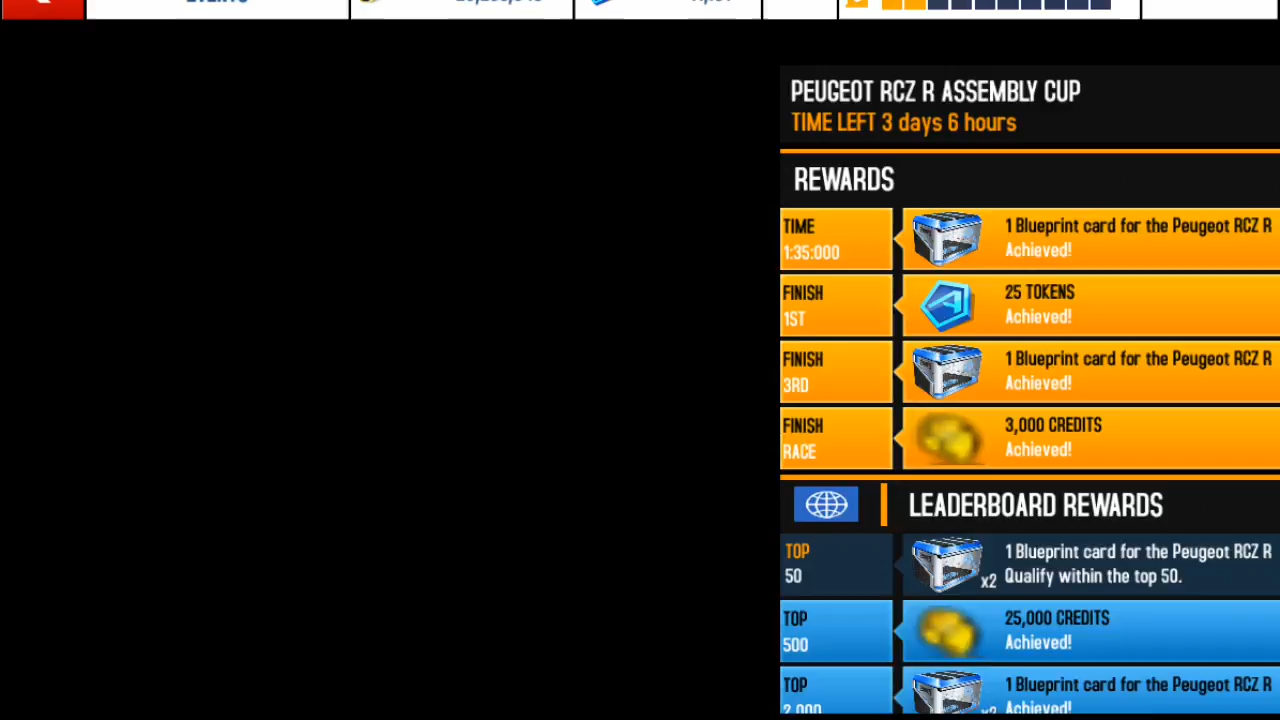 PEUGEOT RCZ R ASSEMBLY CUP
TIME LEFT 3 days 6 hours
REWARDS
TIME
1:35:000
1 Blueprint card for the Peugeot RCZ R
Achieved!
FINISH
1ST
25 TOKENS
Achieved!
FINISH
3RD
1 Blueprint card for the Peugeot RCZ R
Achieved!
FINISH
RACE
3,000 CREDITS
Achieved!
LEADERBOARD REWARDS
TOP
50
x2
1 Blueprint card for the Peugeot RCZ R
Qualify within the top 50.
TOP
500
25,000 CREDITS
Achieved!
TOP
2,000
x2
1 Blueprint card for the Peugeot RCZ R
Achieved!